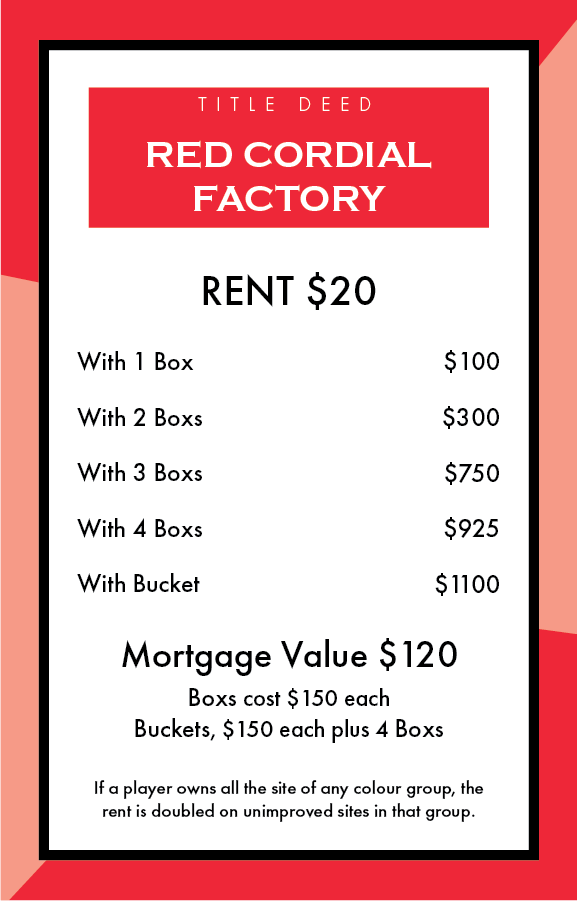 TITLE DEED
RED CORDIAL
FACTORY
RENT $20
With 1 Box $100
With 2 Boxs $300
With 3 Boxs $750
With 4 Boxs $925
With Bucket $1100
Mortgage Value $120
Boxs cost $150 each
Buckets, $150 each plus 4 Boxs
If a player owns all the site of any colour group, the
rent is doubled on unimproved sites in that group.